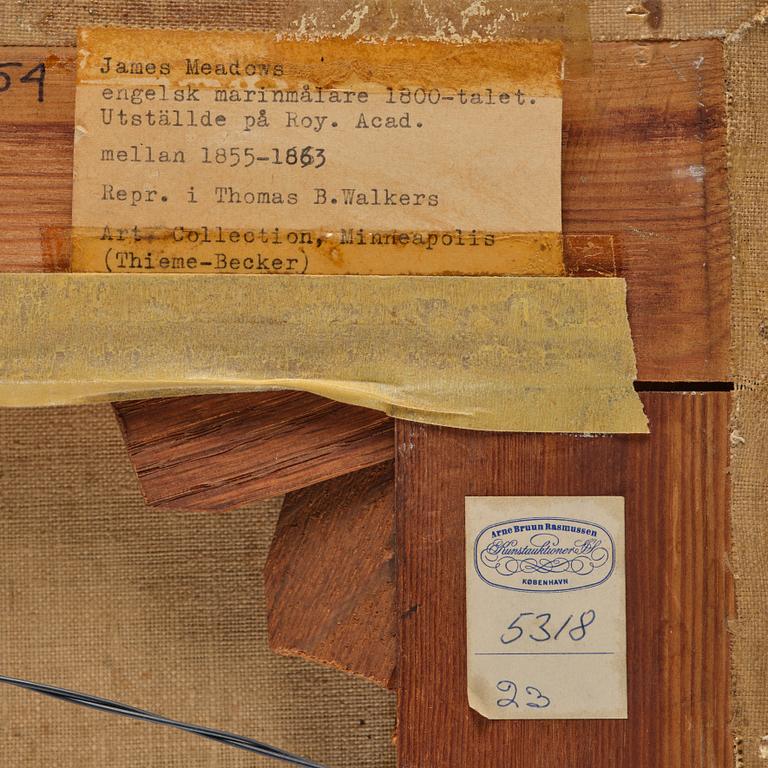 54
James Meadows
engelsk marinmålare 1800-talet.
Utställde på Roy. Acad.
mellan 1855-1863
Repr. i Thomas B.Walkers
Art Collection, Minneapolis
(Thieme-Becker)
Arne Bruun Rasmussen
Kunstauktioner
KØBENHAVN
5318
23